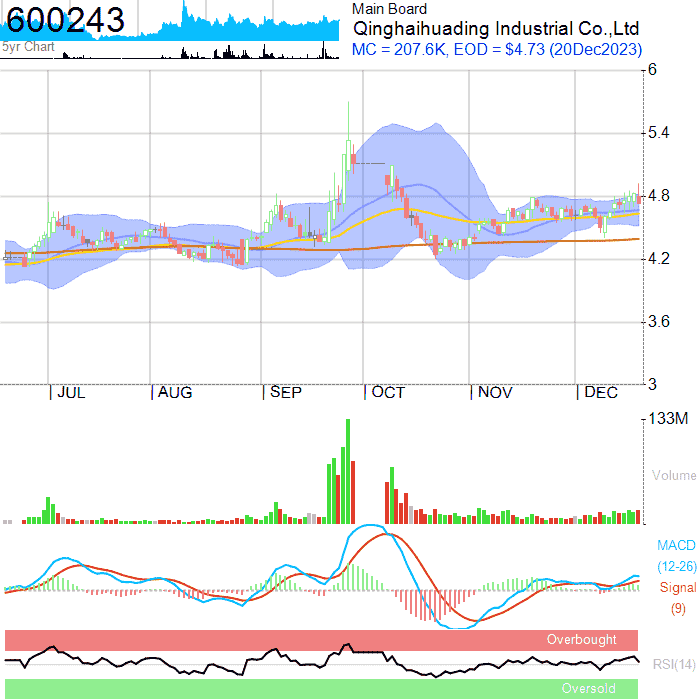 600243
5yr Chart
Main Board
Qinghaihuading Industrial Co.,Ltd
MC = 207.6K, EOD = $4.73 (20Dec2023)
6
5.4
4.8
4.2
3.6
3
JUL AUG SEP OCT NOV DEC
133M
Volume
MACD
(12-26)
Signal
(9)
Overbought
RSI(14)
Oversold